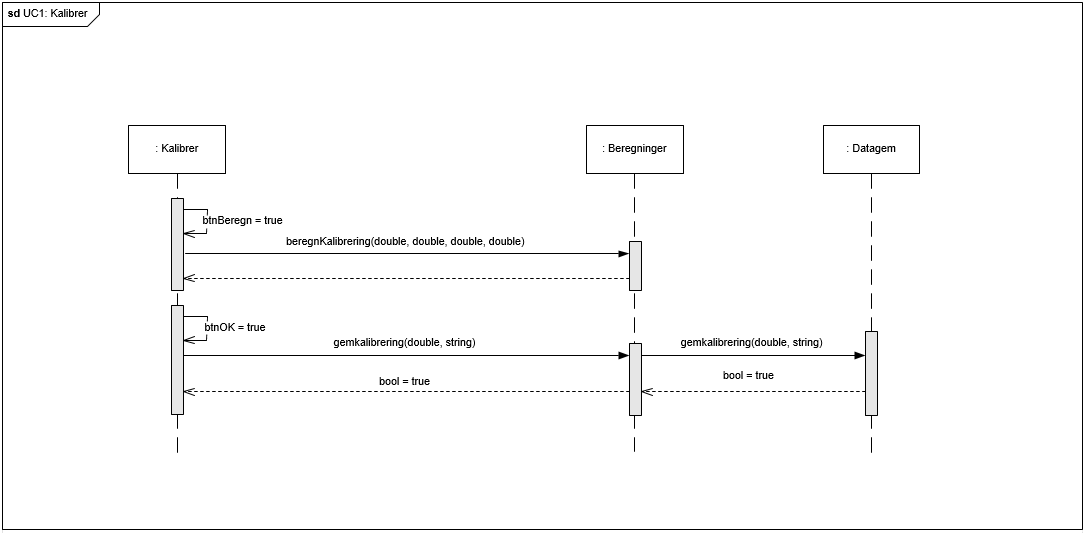 sd UC1: Kalibrer
: Kalibrer
: Beregninger
: Datagem
btnBeregn = true
beregnKalibrering(double, double, double, double)
btnOK = true
gemkalibrering(double, string)
gemkalibrering(double, string)
bool = true
bool = true